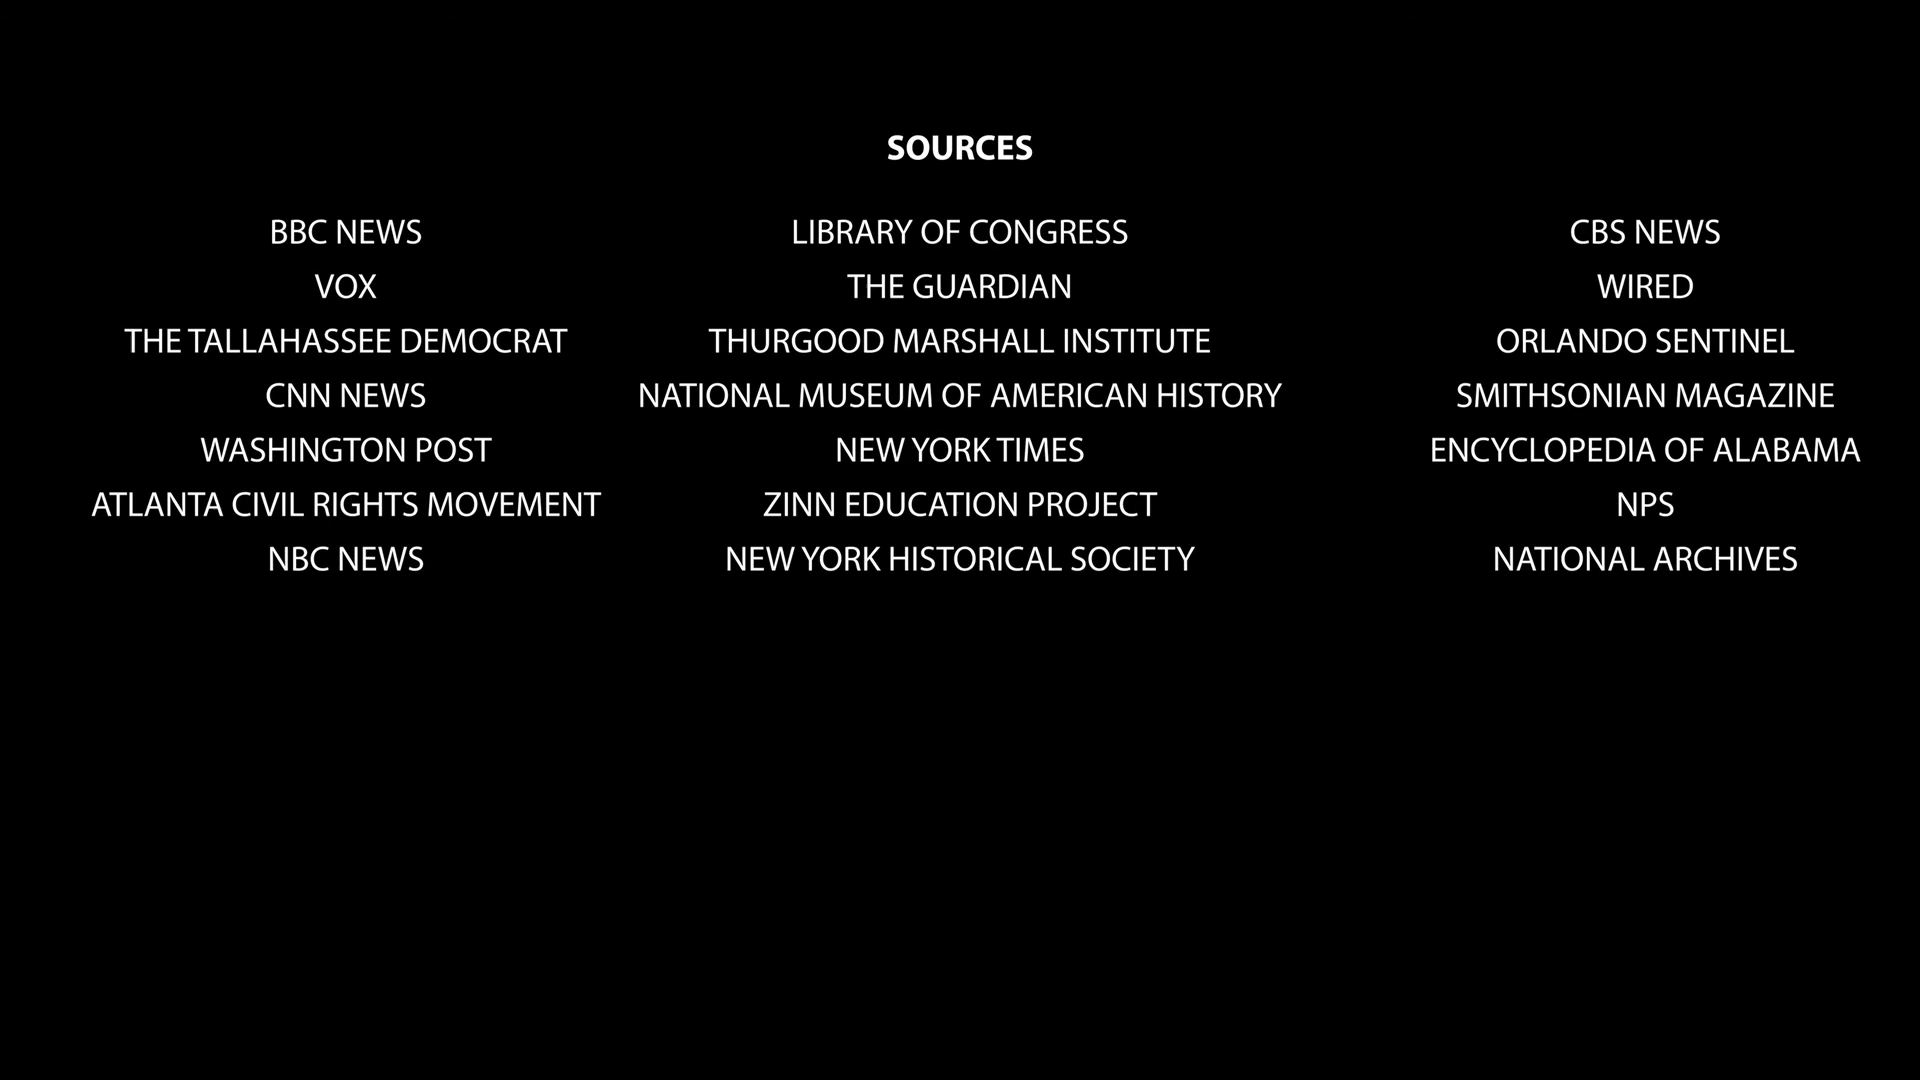 SOURCES
BBC NEWS
VOX
THE TALLAHASSEE DEMOCRAT
CNN NEWS
WASHINGTON POST
ATLANTA CIVIL RIGHTS MOVEMENT
NBC NEWS
LIBRARY OF CONGRESS
THE GUARDIAN
THURGOOD MARSHALL INSTITUTE
NATIONAL MUSEUM OF AMERICAN HISTORY
NEW YORK TIMES
ZINN EDUCATION PROJECT
NEW YORK HISTORICAL SOCIETY
CBS NEWS
WIRED
ORLANDO SENTINEL
SMITHSONIAN MAGAZINE
ENCYCLOPEDIA OF ALABAMA
NPS
NATIONAL ARCHIVES